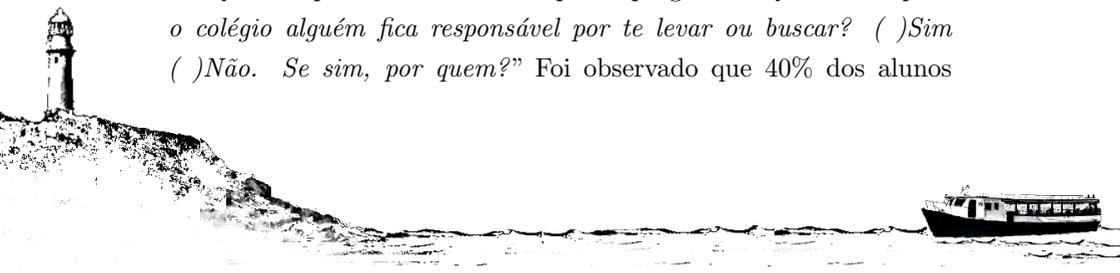 o colégio alguém fica responsável por te levar ou buscar? ( )Sim
( )Não. Se sim, por quem?” Foi observado que 40% dos alunos